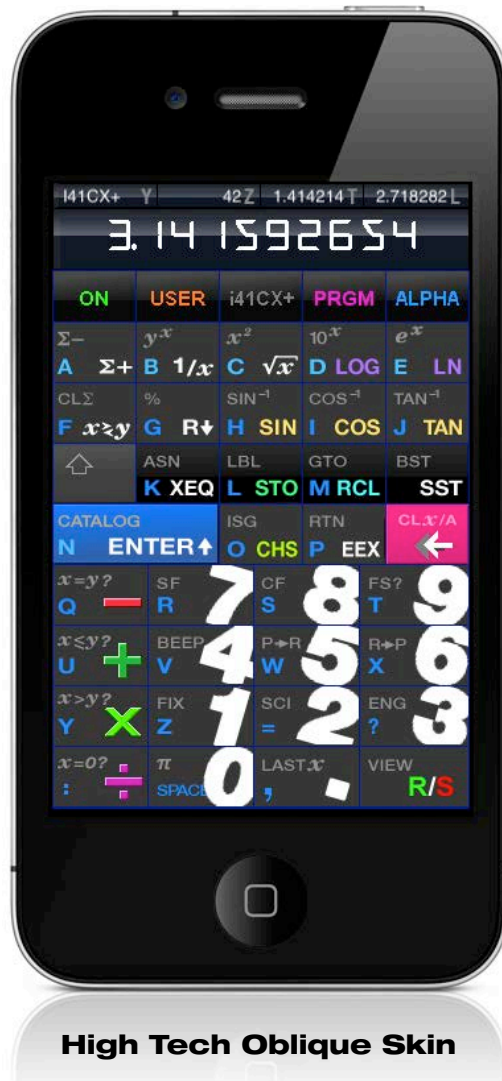 I41CX+ Y 42 Z 1.414214 T 2.718282 L
3.141592654
ON USER i41CX+ PRGM ALPHA
Σ− yˣ x² 10ˣ eˣ
A Σ+ B 1/x C √x D LOG E LN
CLΣ % SIN⁻¹ COS⁻¹ TAN⁻¹
F x≷y G R↓ H SIN I COS J TAN
ASN LBL GTO BST
K XEQ L STO M RCL SST
CATALOG ISG RTN CLx/A
N ENTER↑ O CHS P EEX
x=y? SF CF FS?
Q − R 7 S 8 T 9
x≤y? BEEP P→R R→P
U + V 4 W 5 X 6
x>y? FIX SCI ENG
Y × Z 1 = 2 ? 3
x=0? π LASTx VIEW
: ÷ SPACE 0 , . R/S
High Tech Oblique Skin